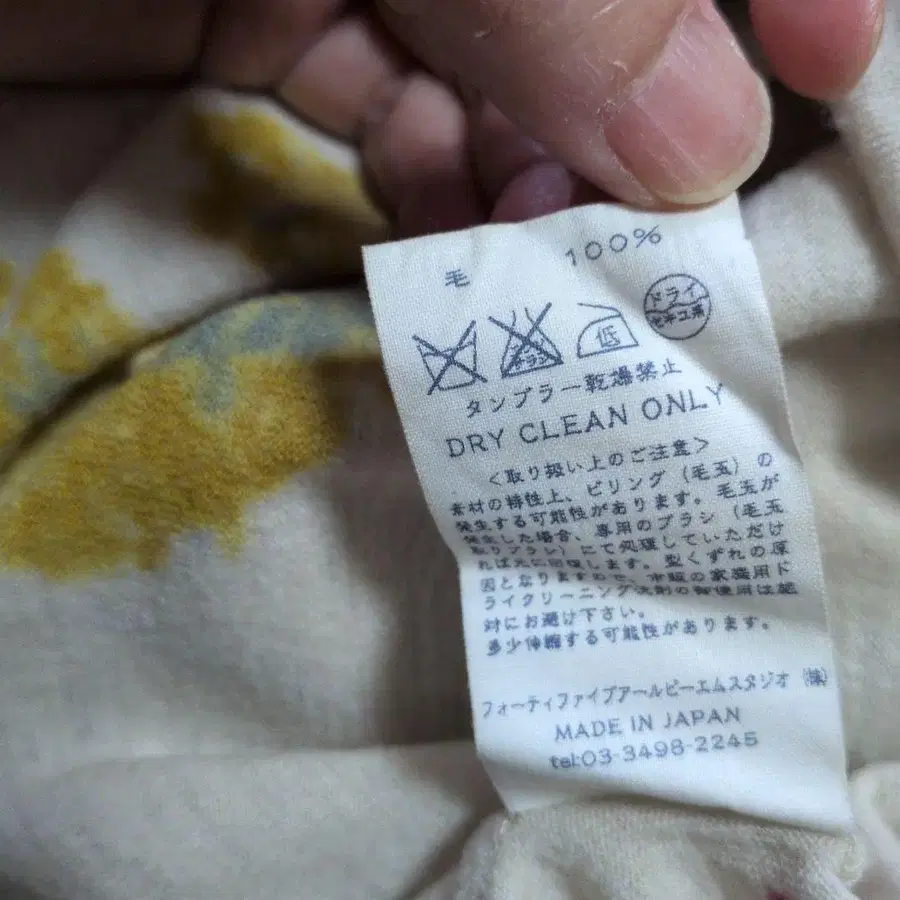 毛 100%
低
ドライ
セキユ系
タンブラー乾燥禁止
DRY CLEAN ONLY
<取り扱い上のご注意>
素材の特性上、ピリング(毛玉)の
発生する可能性があります。毛玉が
発生した場合、専用のブラシ(毛玉
取りブラシ)にて処理していただけ
れば元に回復します。型くずれの原
因となりますので、市販の家庭用ド
ライクリーニング洗剤の御使用は絶
対にお避け下さい。
多少伸縮する可能性があります。
フォーティファイブアールピーエムスタジオ(株)
MADE IN JAPAN
tel:03-3498-2245